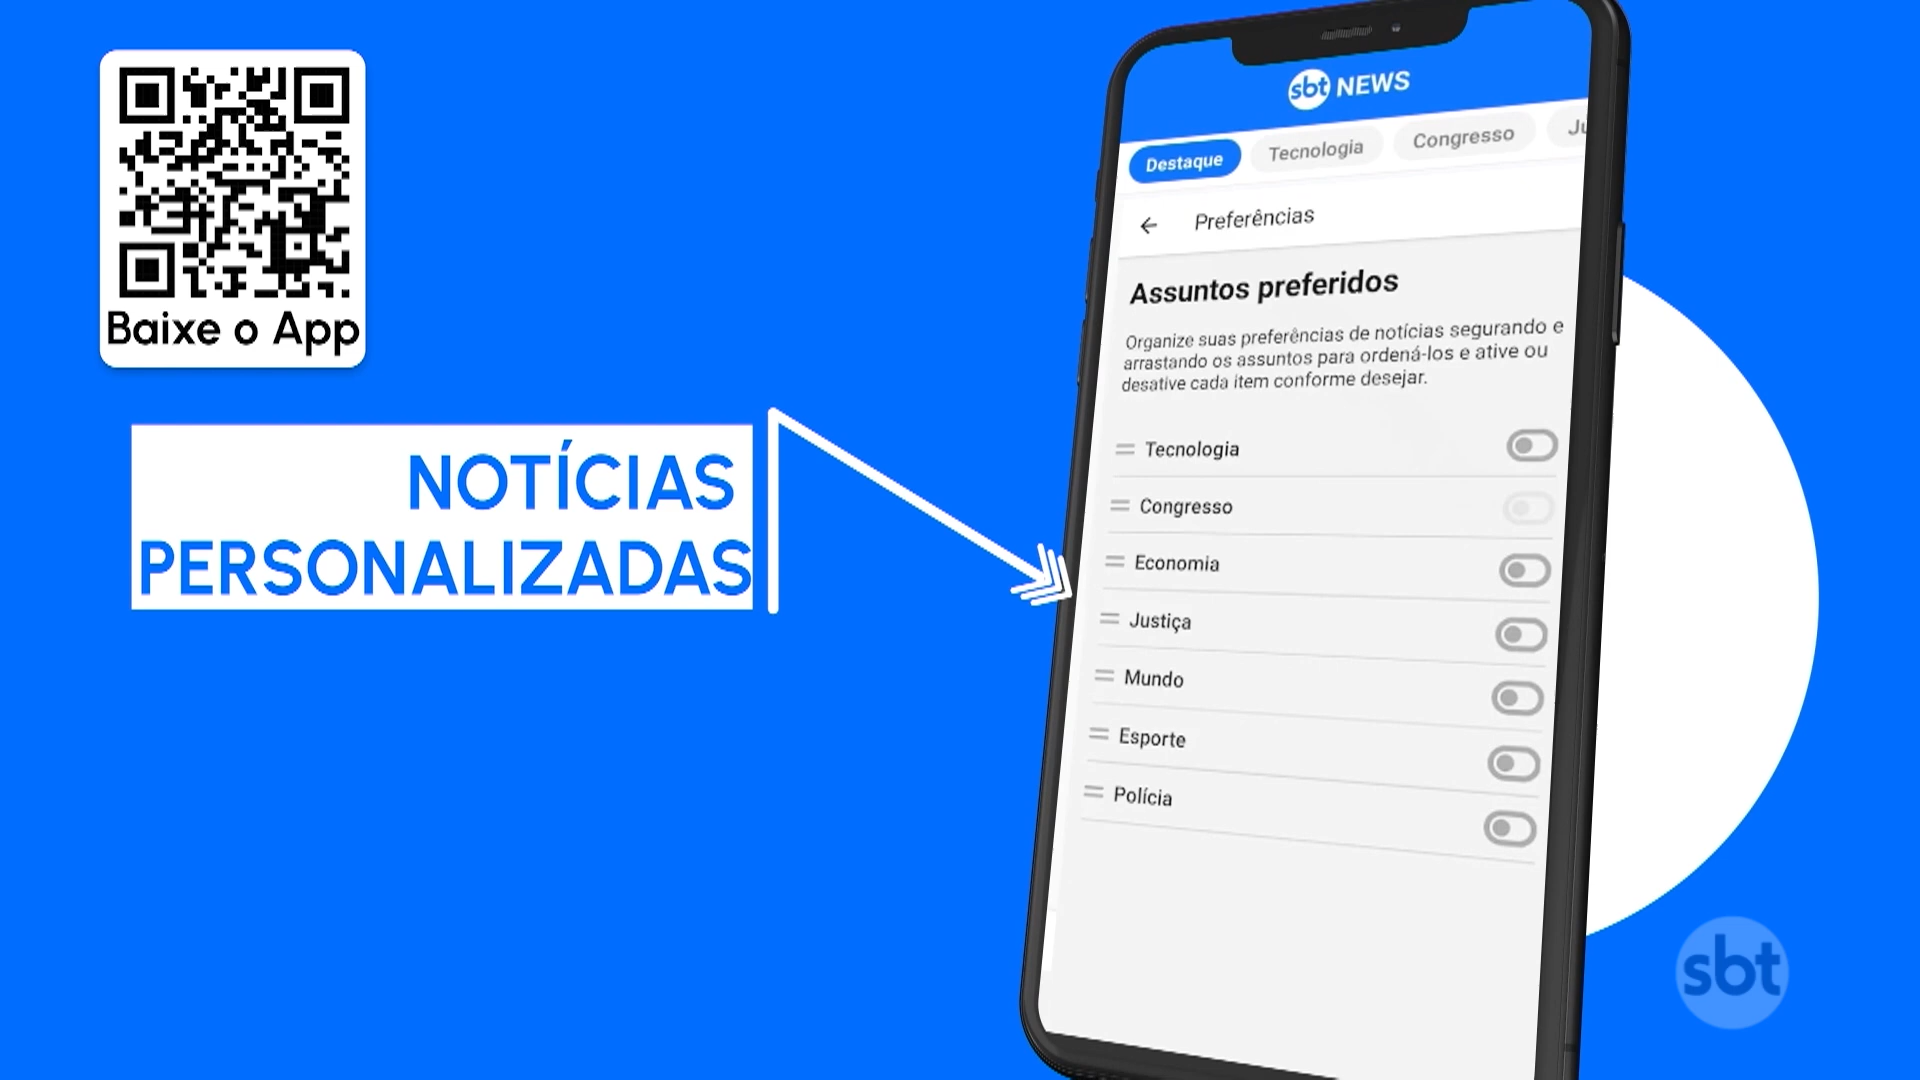 Baixe o App
NOTÍCIAS
PERSONALIZADAS
sbt NEWS
Destaque Tecnologia Congresso Ju
Preferências
Assuntos preferidos
Organize suas preferências de notícias segurando e
arrastando os assuntos para ordená-los e ative ou
desative cada item conforme desejar.
Tecnologia
Congresso
Economia
Justiça
Mundo
Esporte
Polícia
sbt